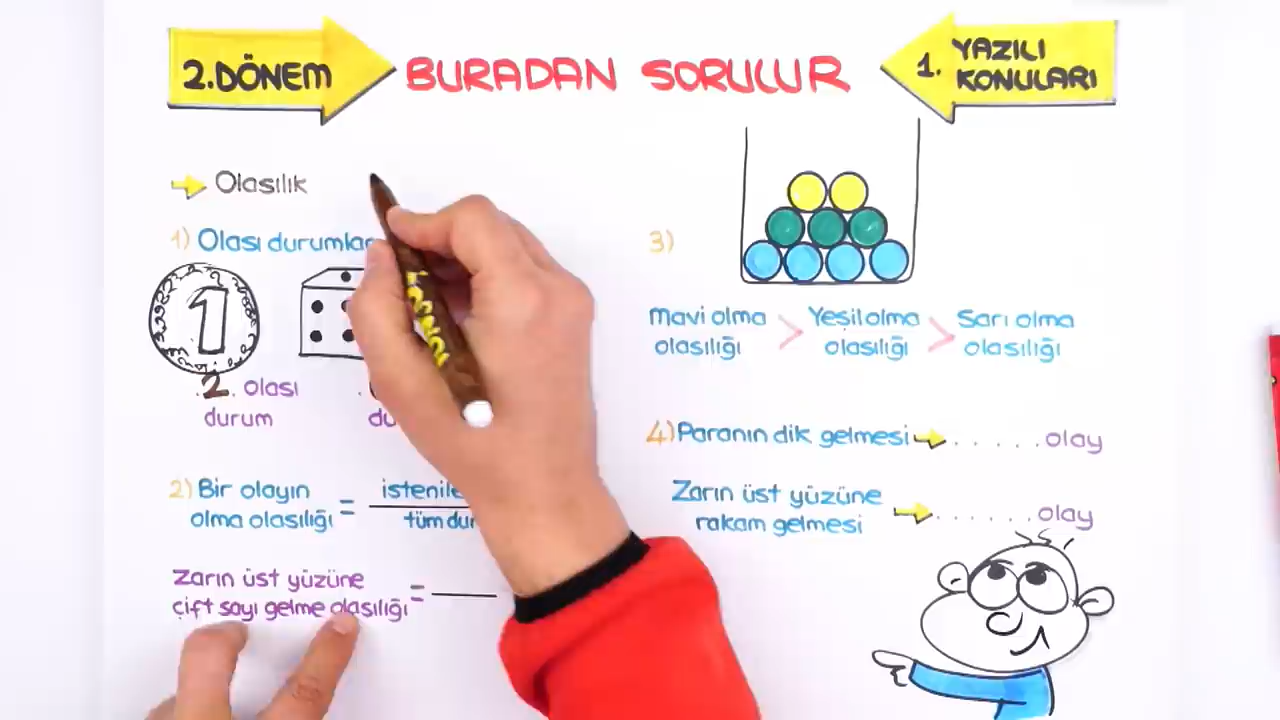 2.DÖNEM
BURADAN SORULUR
1. YAZILI
KONULARI
Olasılık
1) Olası durumlar
1
.2. olası
durum
2) Bir olayın
olma olasılığı =
tüm
Zarın üst yüzüne
çift sayı gelme olasılığı =
3)
Mavi olma
olasılığı
>
Yeşil olma
olasılığı
>
Sarı olma
olasılığı
4) Paranın dik gelmesi ..... olay
Zarın üst yüzüne
rakam gelmesi ...... olay